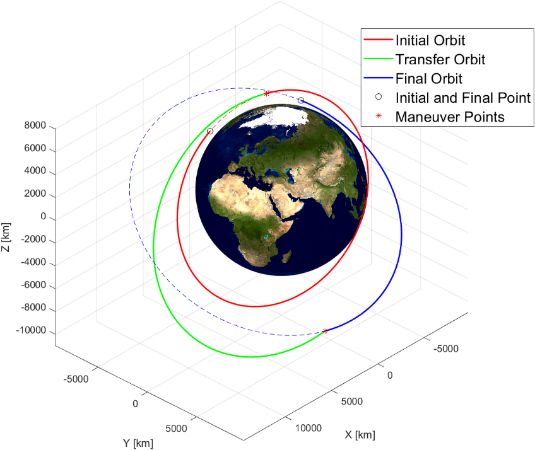 Initial Orbit
Transfer Orbit
Final Orbit
Initial and Final Point
Maneuver Points
8000
6000
4000
2000
0
-2000
-4000
-6000
-8000
-10000
Z [km]
-5000
0
5000
Y [km]
10000
5000
0
-5000
X [km]